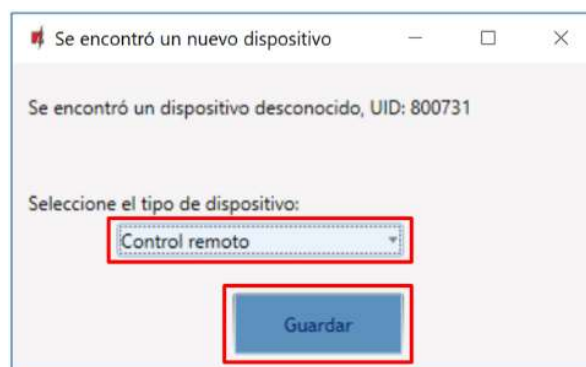 Se encontró un nuevo dispositivo
Se encontró un dispositivo desconocido, UID: 800731
Seleccione el tipo de dispositivo:
Control remoto
Guardar